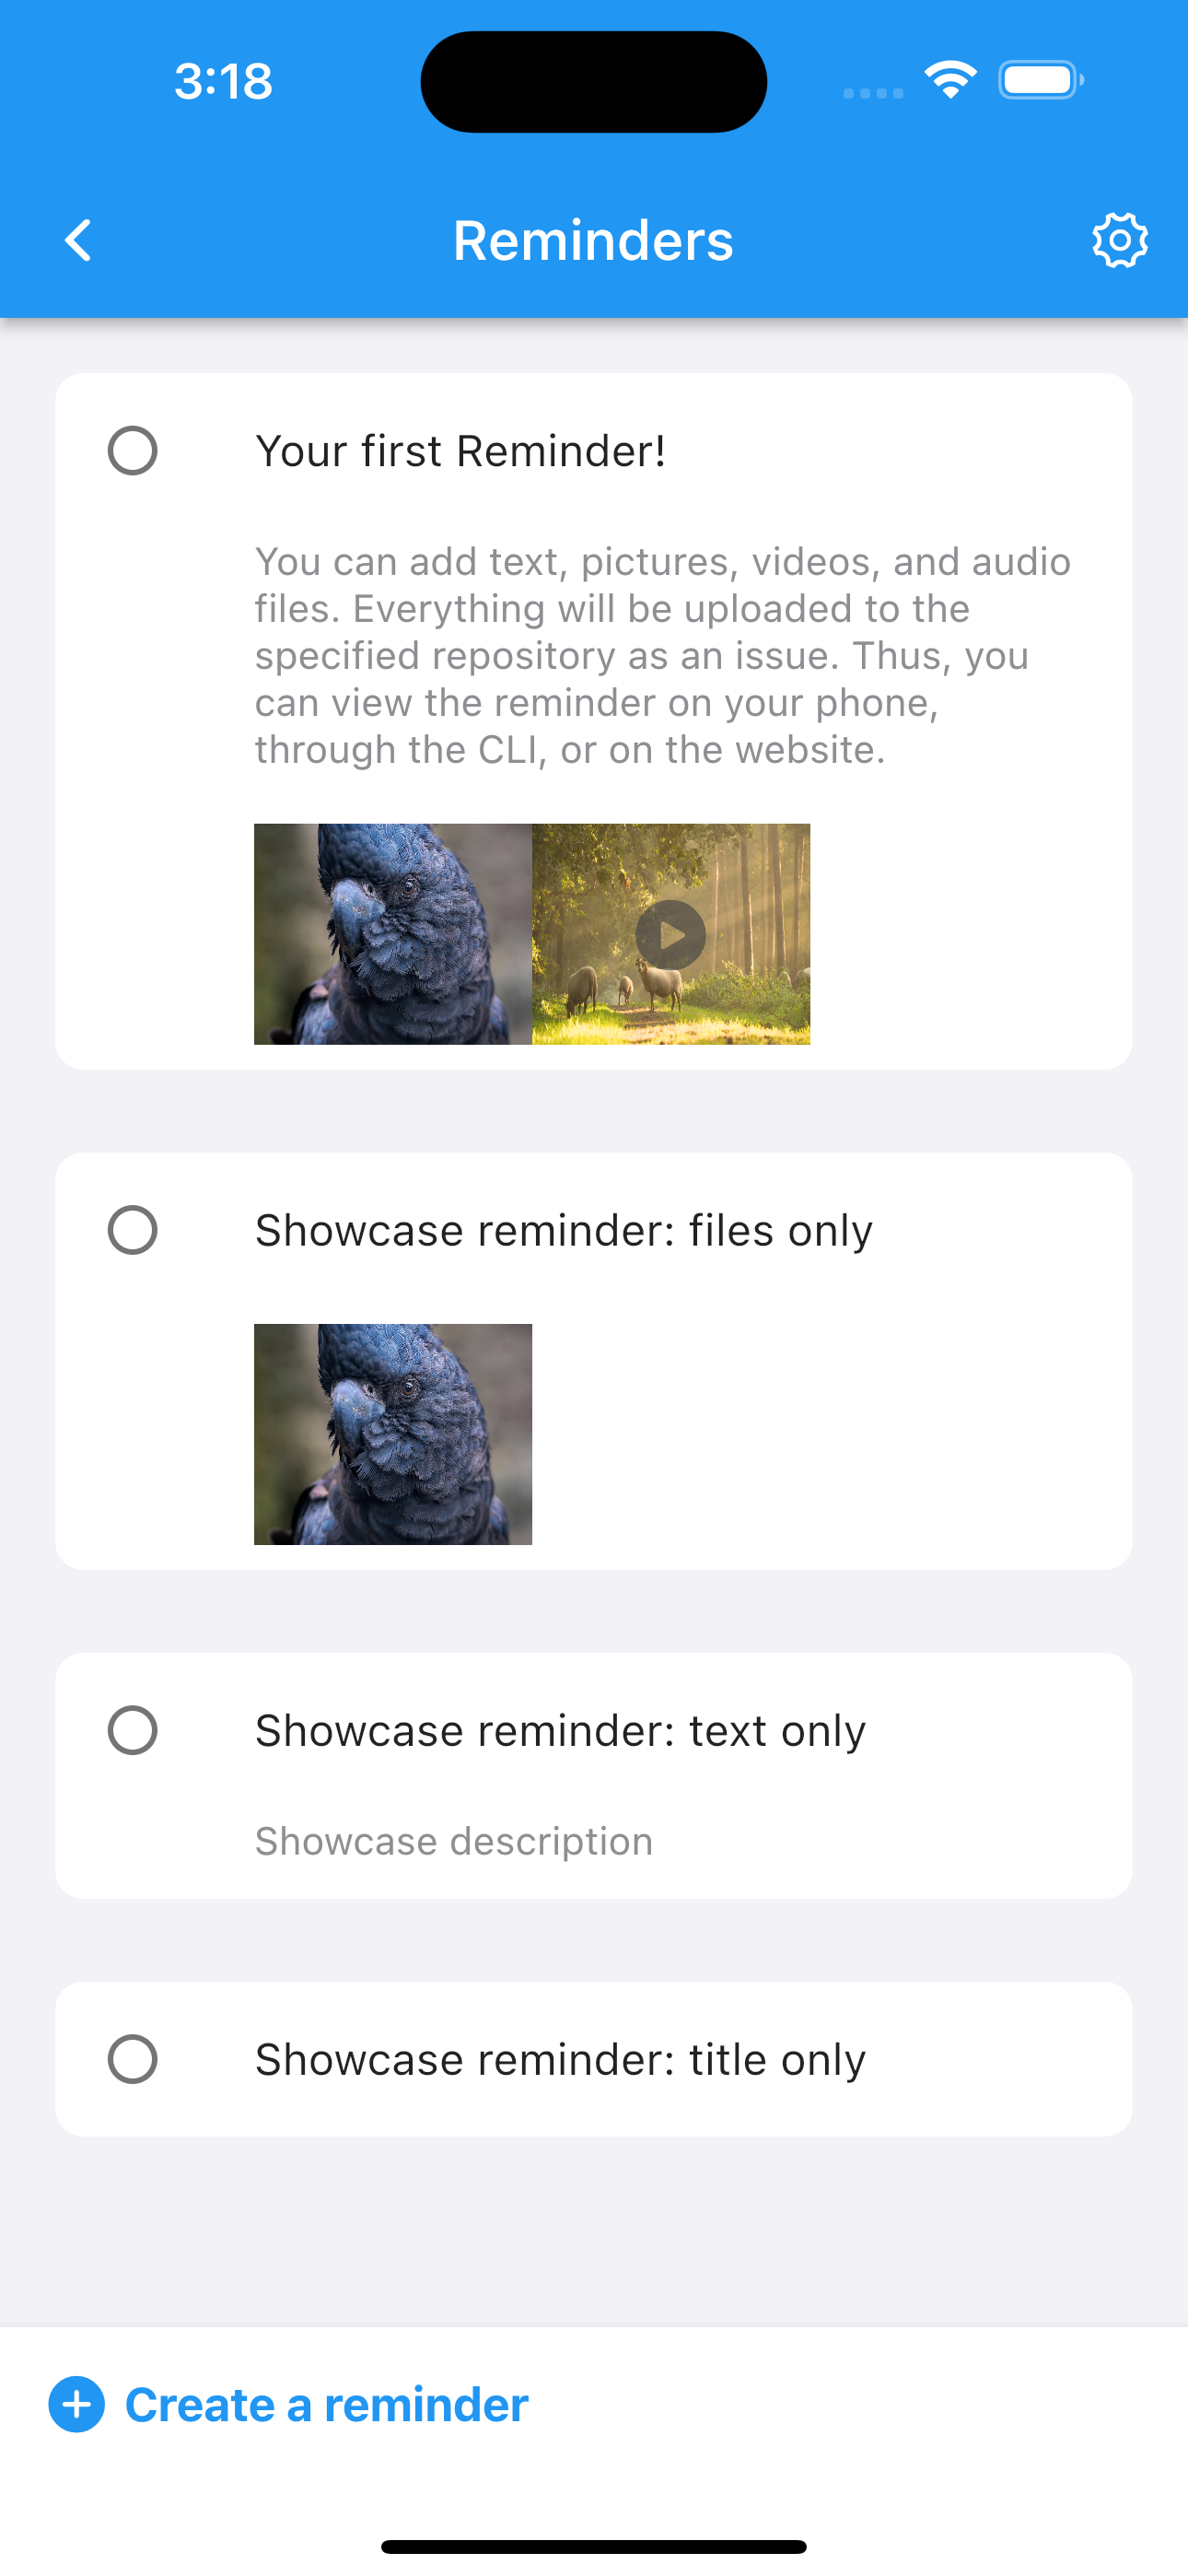 3:18
Reminders
Your first Reminder!
You can add text, pictures, videos, and audio
files. Everything will be uploaded to the
specified repository as an issue. Thus, you
can view the reminder on your phone,
through the CLI, or on the website.
Showcase reminder: files only
Showcase reminder: text only
Showcase description
Showcase reminder: title only
Create a reminder